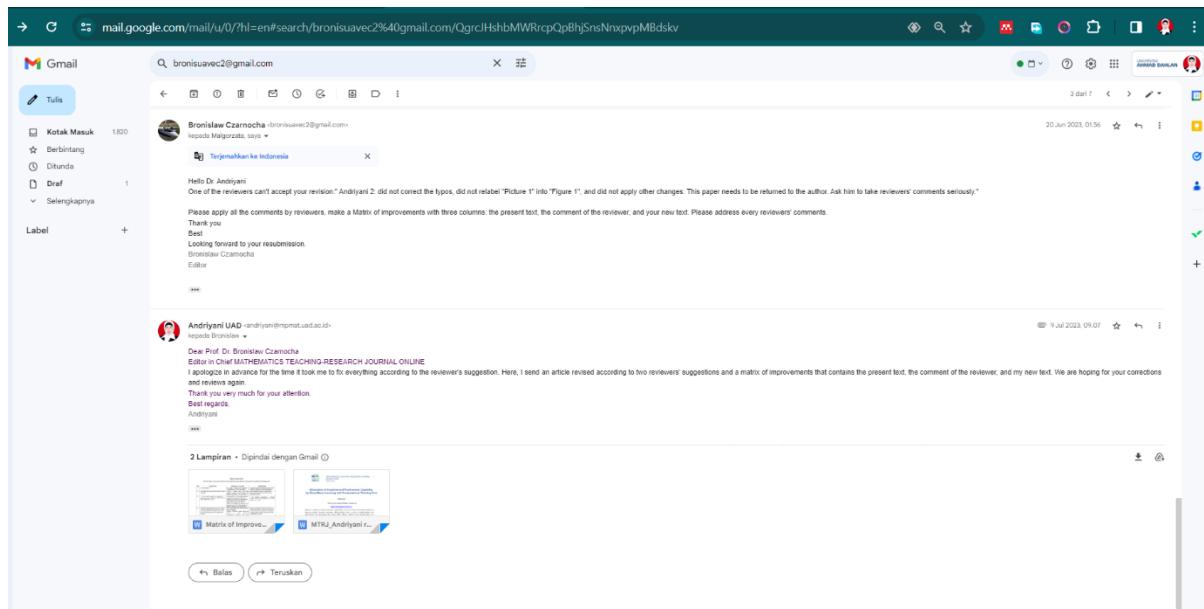 mail.google.com/mail/u/0/?hl=en#search/bronisuavec2%40gmail.com/QgrcJHshbMWRrcpQpBhjSnsNnxpvpMBdskv
Gmail
bronisuavec2@gmail.com
UNIVERSITAS
AHMAD DAHLAN
Tulis
3 dari 7
Kotak Masuk 1.820
Berbintang
Ditunda
Draf 1
Selengkapnya
Label
Bronislaw Czarnocha <bronisuavec2@gmail.com>
20 Jun 2023, 01.56
kepada Malgorzata, saya
Terjemahkan ke Indonesia
Hello Dr. Andriyani
One of the reviewers can't accept your revision:" Andriyani 2: did not correct the typos, did not relabel "Picture 1" into "Figure 1", and did not apply other changes. This paper needs to be returned to the author. Ask him to take reviewers' comments seriously."
Please apply all the comments by reviewers, make a Matrix of improvements with three columns: the present text, the comment of the reviewer, and your new text. Please address every reviewers' comments.
Thank you
Best
Looking forward to your resubmission.
Bronislaw Czarnocha
Editor
Andriyani UAD <andriyani@mpmat.uad.ac.id>
9 Jul 2023, 09.07
kepada Bronislaw
Dear Prof. Dr. Bronislaw Czarnocha
Editor in Chief MATHEMATICS TEACHING-RESEARCH JOURNAL ONLINE
I apologize in advance for the time it took me to fix everything according to the reviewer's suggestion. Here, I send an article revised according to two reviewers' suggestions and a matrix of improvements that contains the present text, the comment of the reviewer, and my new text. We are hoping for your corrections
and reviews again.
Thank you very much for your attention.
Best regards,
Andriyani
2 Lampiran • Dipindai dengan Gmail
Matrix of Improve...
MTRJ_Andriyani r...
Balas
Teruskan